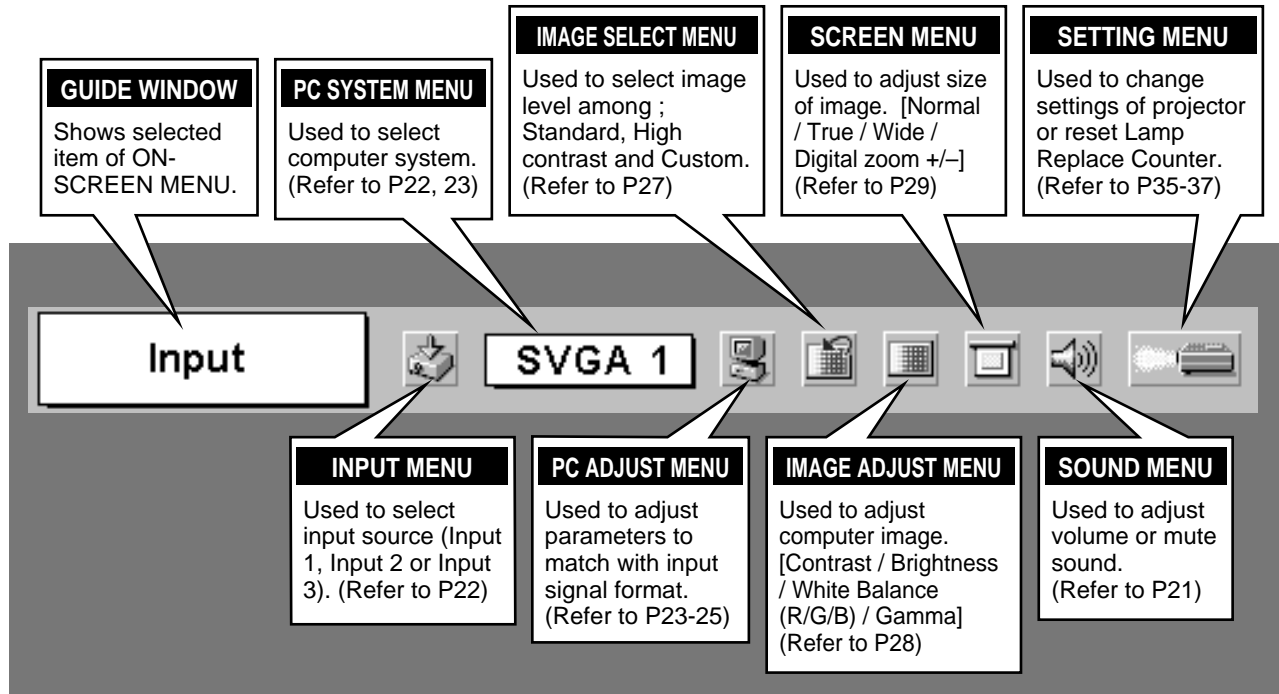 GUIDE WINDOW
Shows selected
item of ON-
SCREEN MENU.
PC SYSTEM MENU
Used to select
computer system.
(Refer to P22, 23)
IMAGE SELECT MENU
Used to select image
level among ;
Standard, High
contrast and Custom.
(Refer to P27)
SCREEN MENU
Used to adjust size
of image.  [Normal
/ True / Wide /
Digital zoom +/–]
(Refer to P29)
SETTING MENU
Used to change
settings of projector
or reset Lamp
Replace Counter.
(Refer to P35-37)
Input
SVGA 1
INPUT MENU
Used to select
input source (Input
1, Input 2 or Input
3). (Refer to P22)
PC ADJUST MENU
Used to adjust
parameters to
match with input
signal format.
(Refer to P23-25)
IMAGE ADJUST MENU
Used to adjust
computer image.
[Contrast / Brightness
/ White Balance
(R/G/B) / Gamma]
(Refer to P28)
SOUND MENU
Used to adjust
volume or mute
sound.
(Refer to P21)